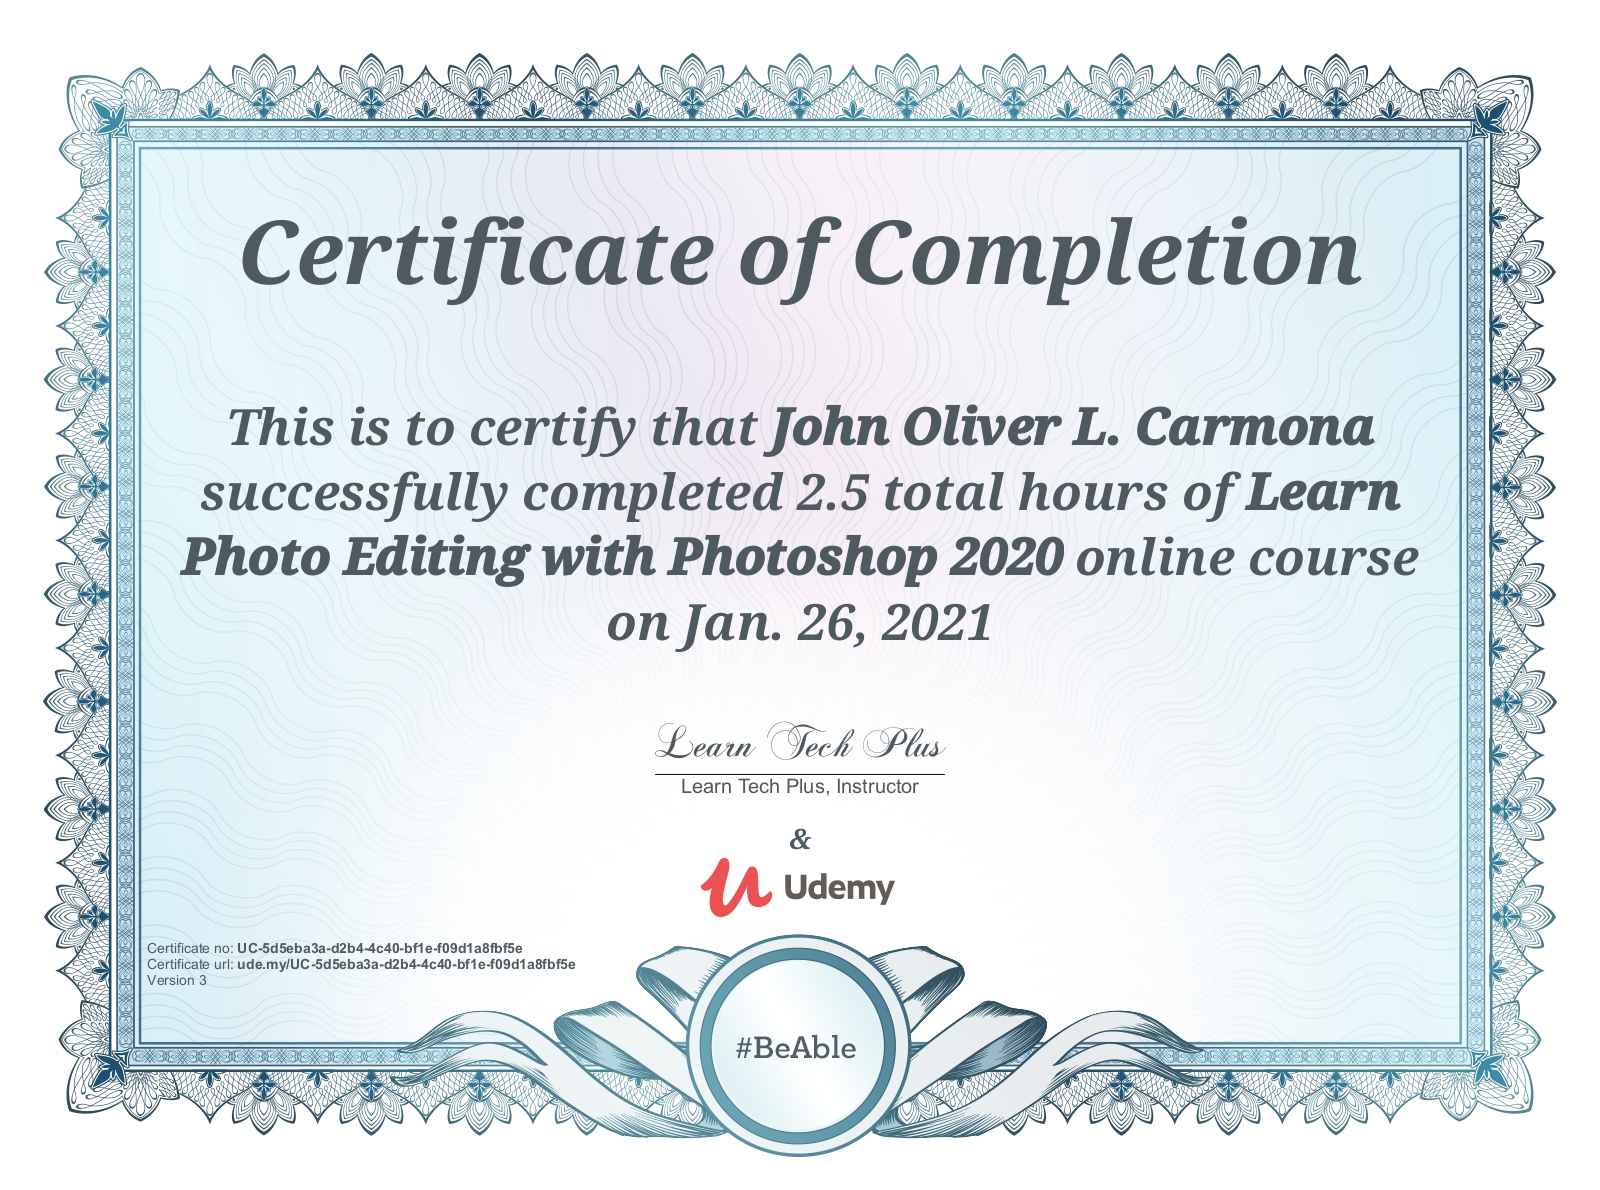 Certificate of Completion
This is to certify that John Oliver L. Carmona
successfully completed 2.5 total hours of Learn
Photo Editing with Photoshop 2020 online course
on Jan. 26, 2021
Learn Tech Plus
Learn Tech Plus, Instructor
&
Udemy
Certificate no: UC-5d5eba3a-d2b4-4c40-bf1e-f09d1a8fbf5e
Certificate url: ude.my/UC-5d5eba3a-d2b4-4c40-bf1e-f09d1a8fbf5e
Version 3
#BeAble